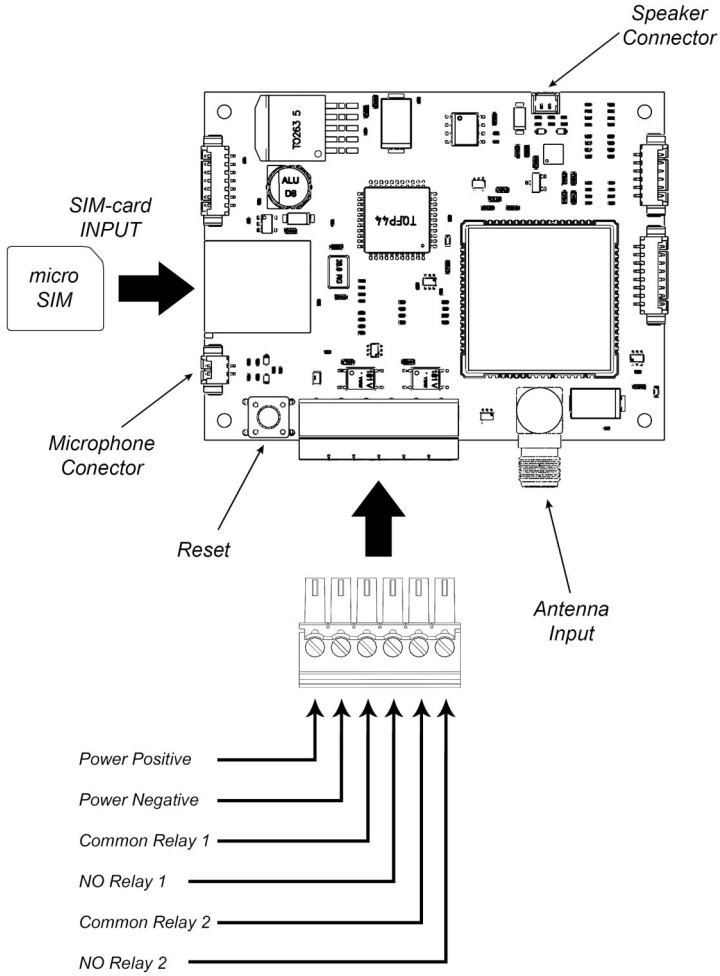 Speaker
Connector
TO263 5
ALU
D6
SIM-card
INPUT
micro
SIM
TQFP44
Microphone
Conector
Reset
Antenna
Input
Power Positive
Power Negative
Common Relay 1
NO Relay 1
Common Relay 2
NO Relay 2